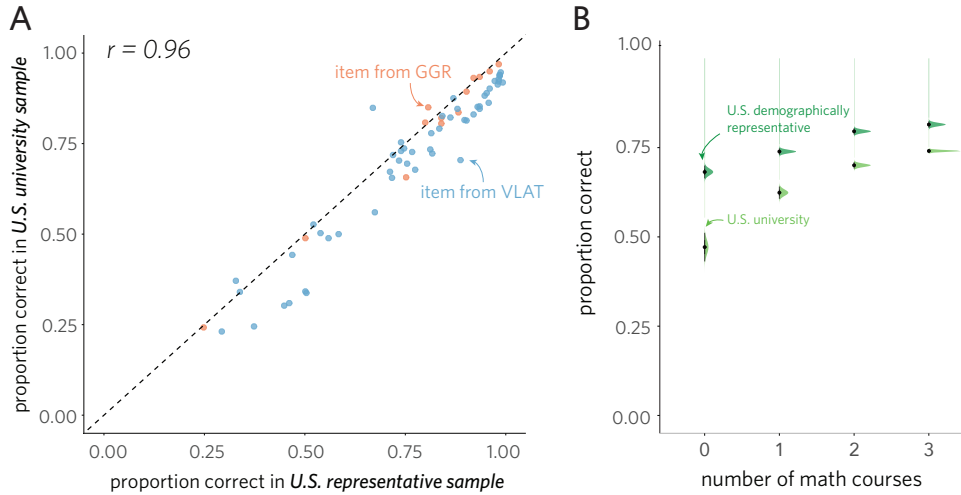 A
r = 0.96
item from GGR
item from VLAT
proportion correct in U.S. university sample
1.00
0.75
0.50
0.25
0.00
0.00 0.25 0.50 0.75 1.00
proportion correct in U.S. representative sample
B
U.S. demographically
representative
U.S. university
proportion correct
1.00
0.75
0.50
0.25
0.00
0 1 2 3
number of math courses